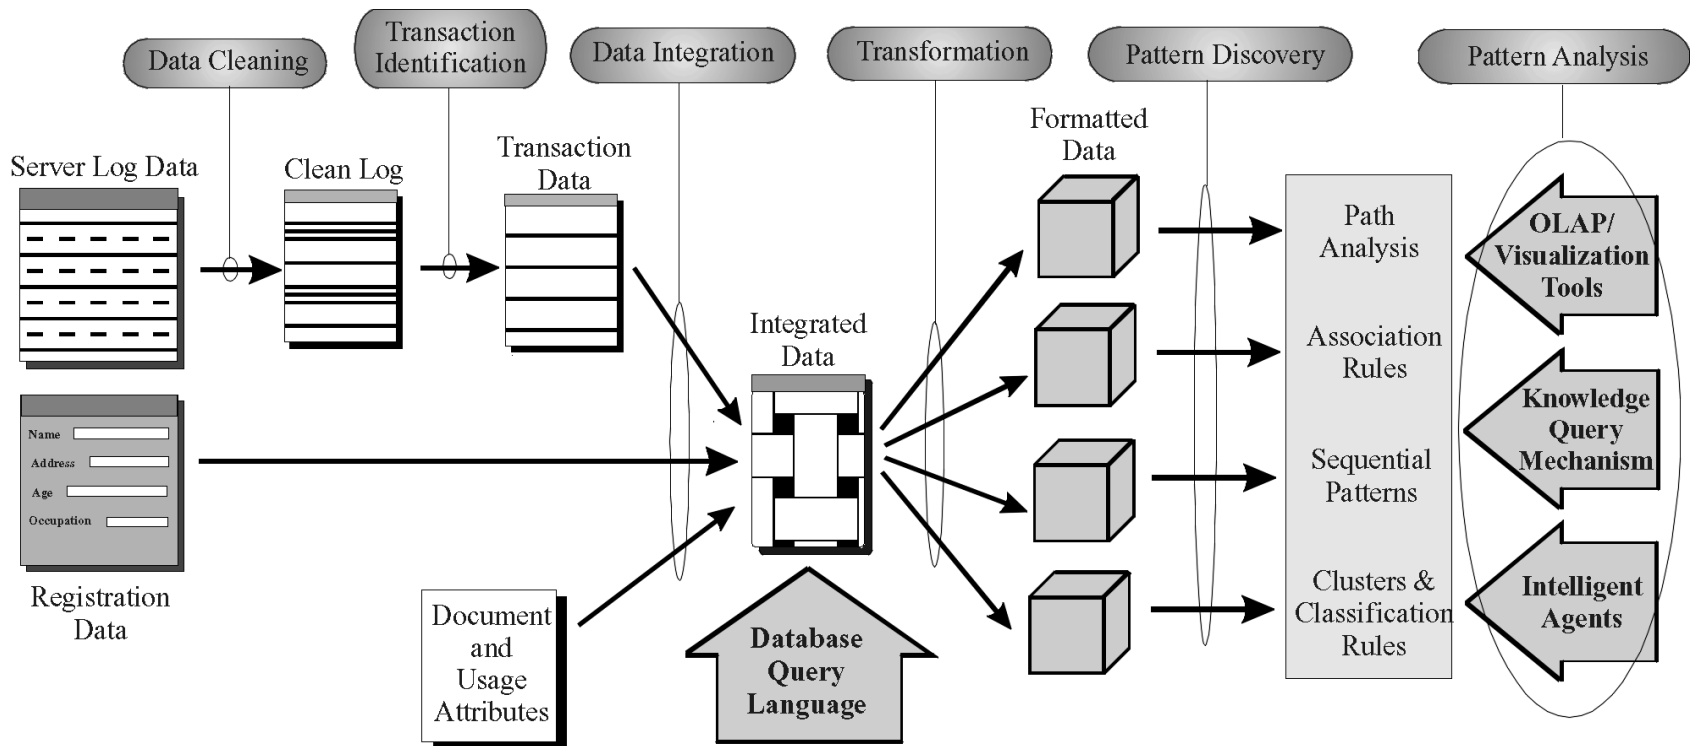 Data Cleaning
Transaction
Identification
Data Integration
Transformation
Pattern Discovery
Pattern Analysis
Server Log Data
Clean Log
Transaction
Data
Formatted
Data
Path
Analysis
OLAP/
Visualization
Tools
Integrated
Data
Association
Rules
Knowledge
Query
Mechanism
Name
Address
Age
Occupation
Registration
Data
Sequential
Patterns
Document
and
Usage
Attributes
Database
Query
Language
Clusters &
Classification
Rules
Intelligent
Agents